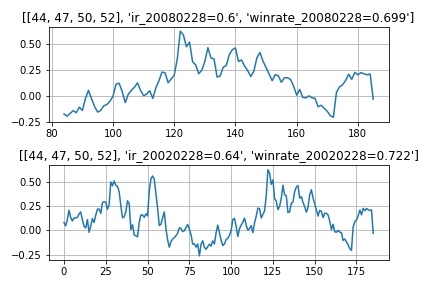 [[44, 47, 50, 52], 'ir_20080228=0.6', 'winrate_20080228=0.699']
0.50
0.25
0.00
−0.25
80 100 120 140 160 180
[[44, 47, 50, 52], 'ir_20020228=0.64', 'winrate_20020228=0.722']
0.50
0.25
0.00
−0.25
0 25 50 75 100 125 150 175